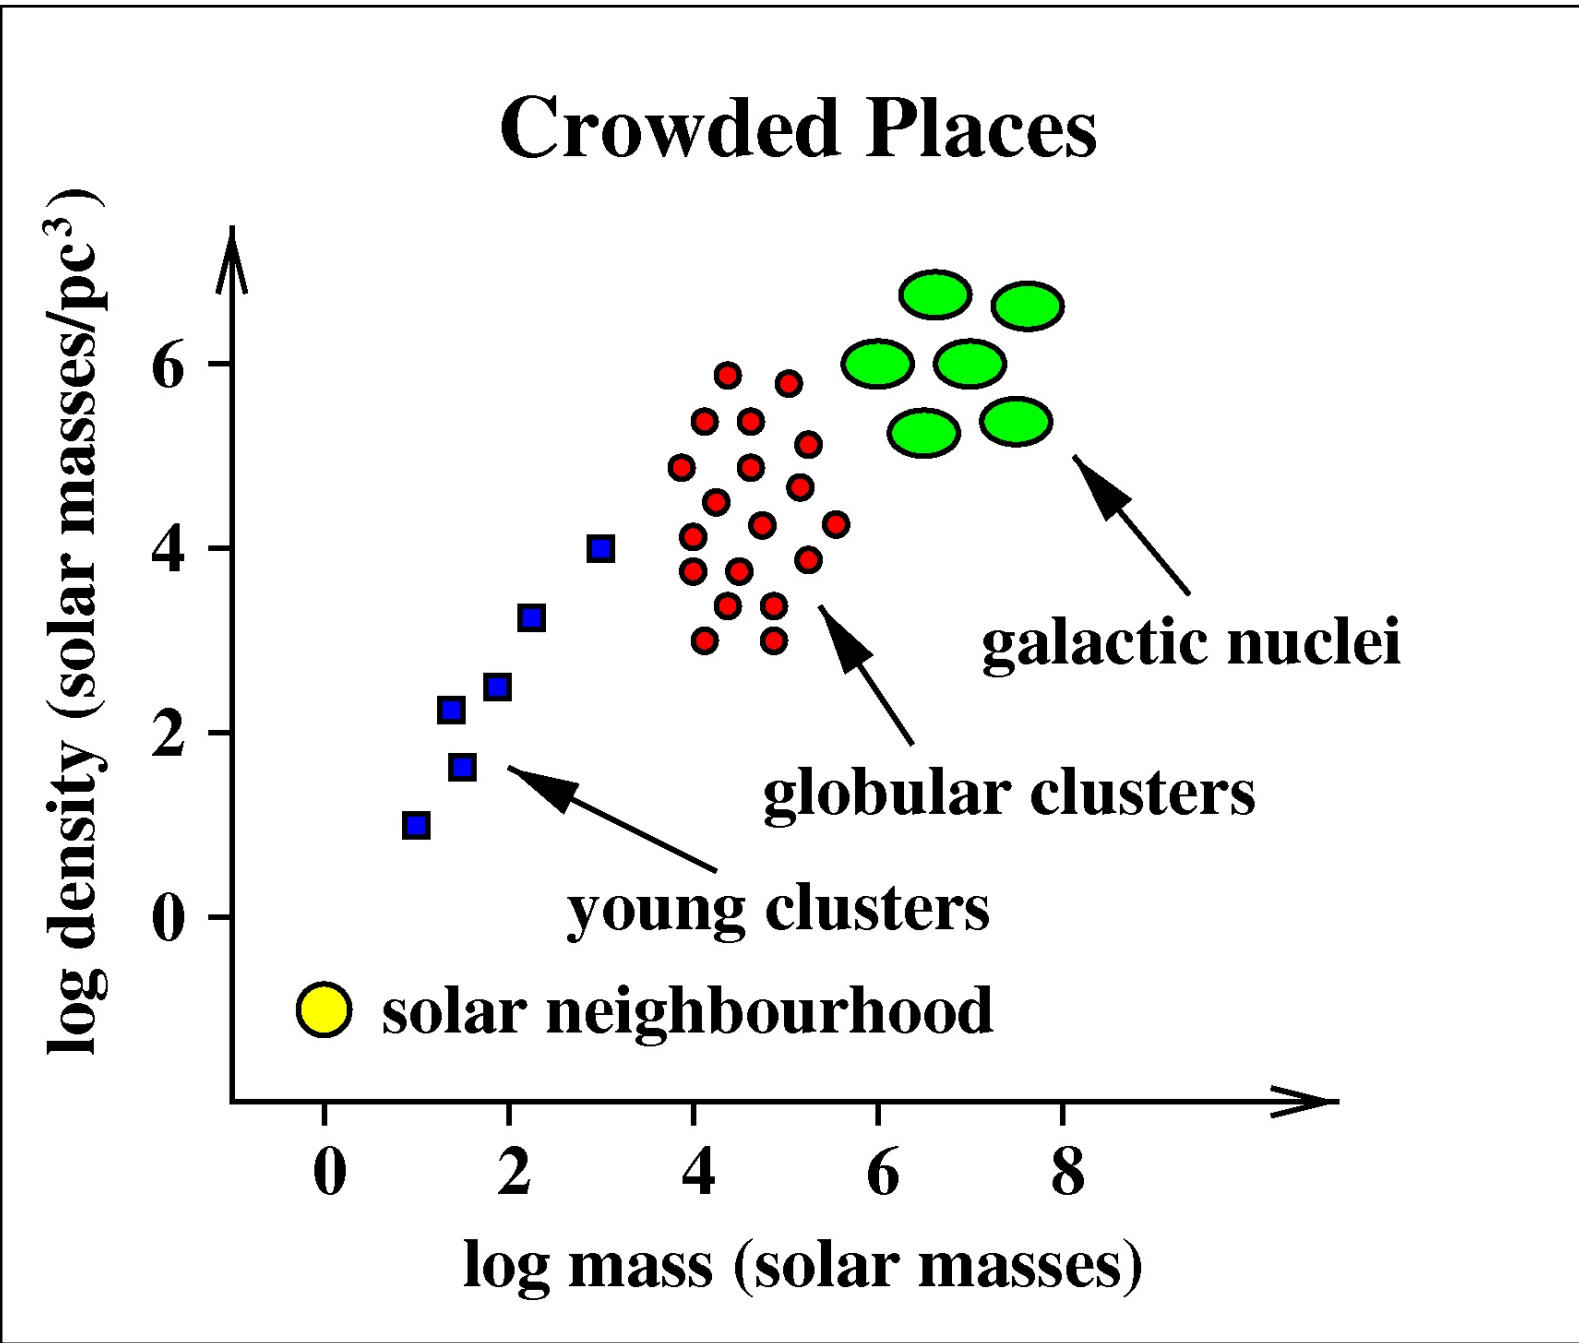 Crowded Places
log density (solar masses/pc³)
6
4
2
0
galactic nuclei
globular clusters
young clusters
solar neighbourhood
0 2 4 6 8
log mass (solar masses)